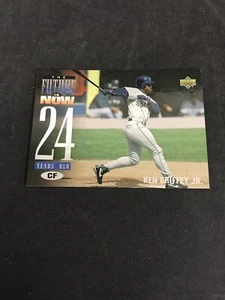 THE
FUTURE
IS
NOW
24
YEARS OLD
CF
KEN GRIFFEY JR.